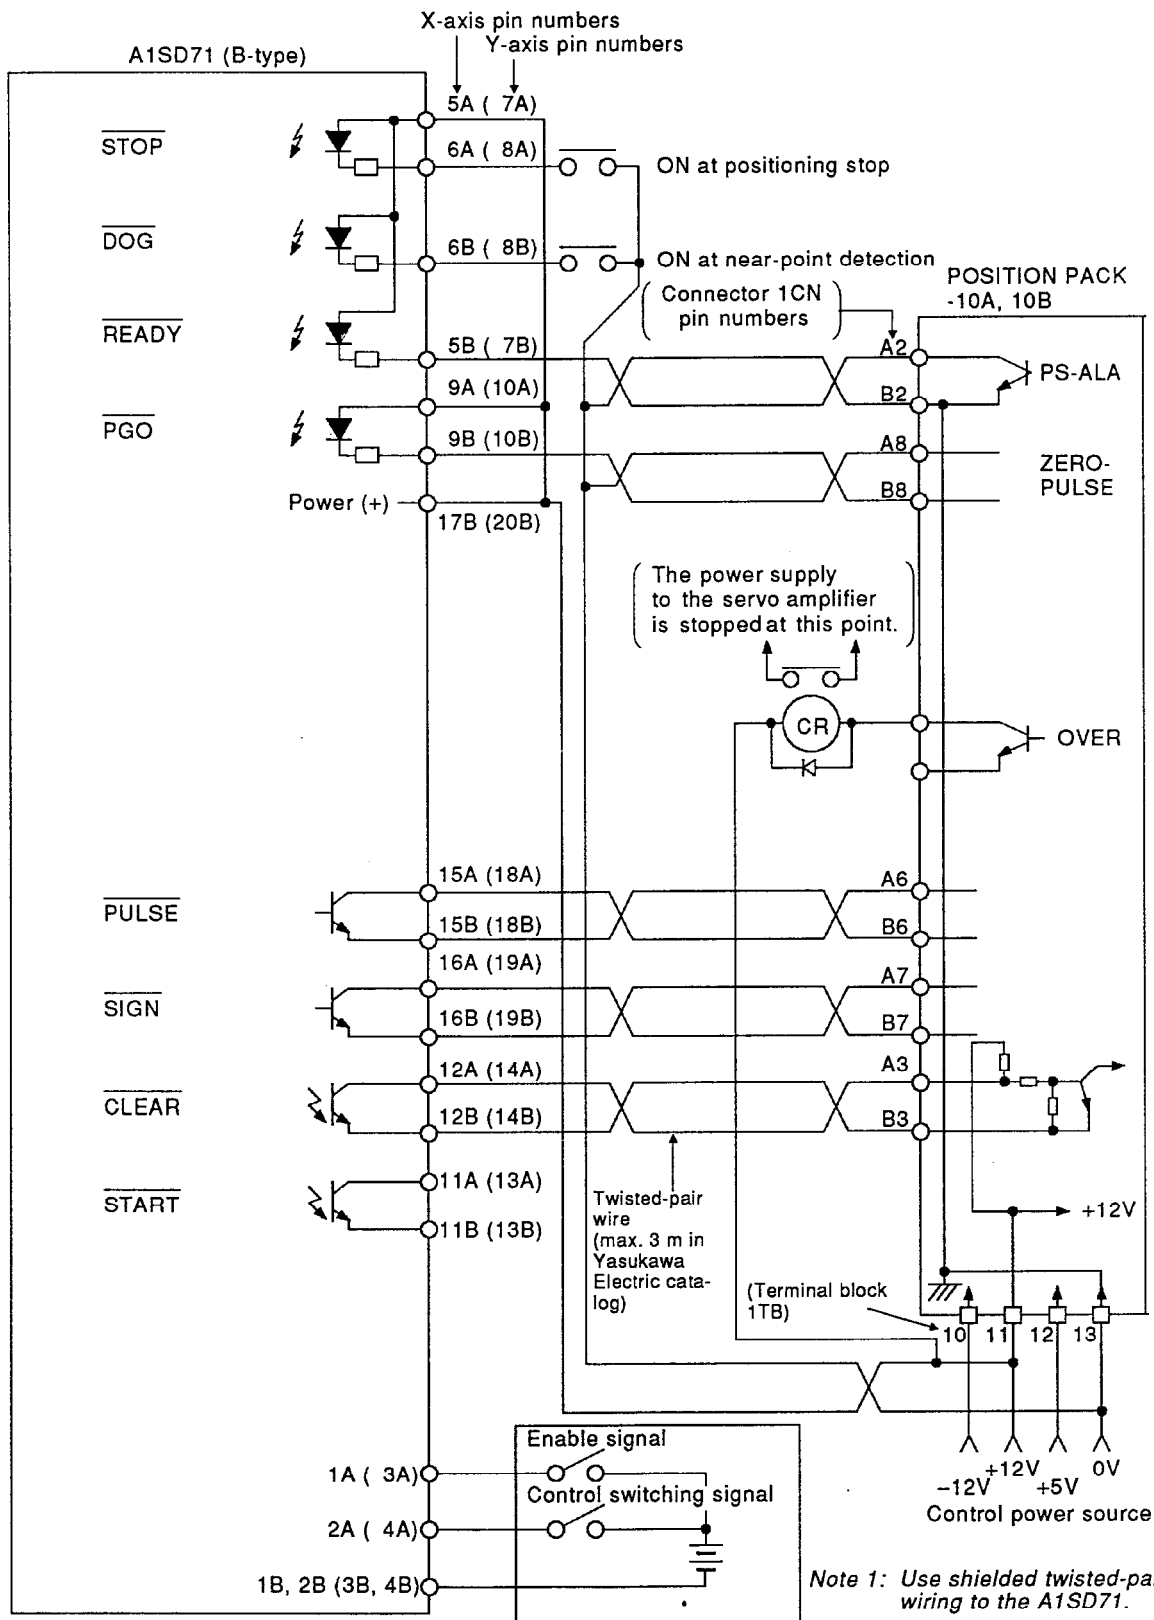 X-axis pin numbers
Y-axis pin numbers
A1SD71 (B-type)
5A ( 7A)
STOP
6A ( 8A)
ON at positioning stop
DOG
6B ( 8B)
ON at near-point detection
(Connector 1CN
pin numbers)
POSITION PACK
-10A, 10B
READY
5B ( 7B)
A2
PS-ALA
9A (10A)
B2
PGO
9B (10B)
A8
ZERO-
PULSE
B8
Power (+)
17B (20B)
(The power supply
to the servo amplifier
is stopped at this point.)
CR
OVER
15A (18A)
A6
PULSE
15B (18B)
B6
16A (19A)
A7
SIGN
16B (19B)
B7
12A (14A)
A3
CLEAR
12B (14B)
B3
11A (13A)
START
11B (13B)
Twisted-pair
wire
(max. 3 m in
Yasukawa
Electric cata-
log)
+12V
(Terminal block
1TB)
10 11 12 13
Enable signal
1A ( 3A)
Control switching signal
2A ( 4A)
1B, 2B (3B, 4B)
-12V +12V +5V 0V
Control power source
Note 1: Use shielded twisted-pa
wiring to the A1SD71.